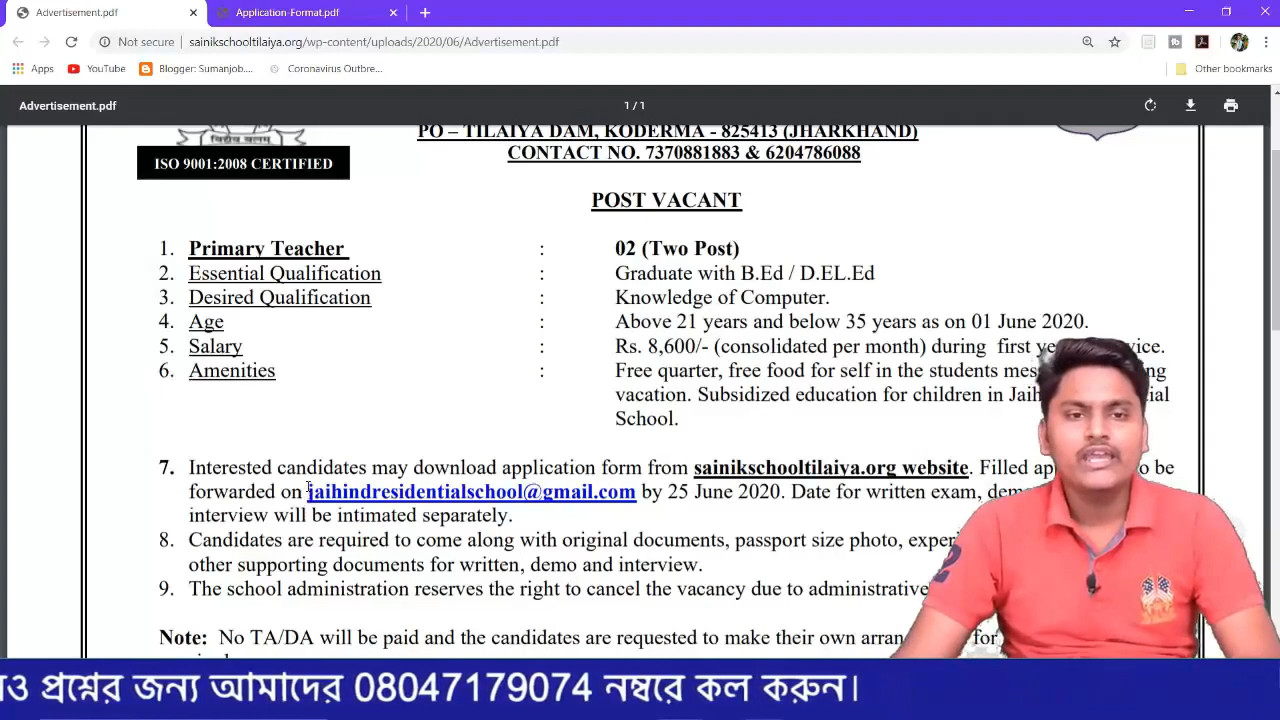 Advertisement.pdf
Application-Format.pdf
Not secure
sainikschooltilaiya.org/wp-content/uploads/2020/06/Advertisement.pdf
Apps
YouTube
Blogger: Sumanjob....
Coronavirus Outbre...
Other bookmarks
Advertisement.pdf
1 / 1
PO – TILAIYA DAM, KODERMA - 825413 (JHARKHAND)
CONTACT NO. 7370881883 & 6204786088
ISO 9001:2008 CERTIFIED
POST VACANT
1. Primary Teacher : 02 (Two Post)
2. Essential Qualification : Graduate with B.Ed / D.EL.Ed
3. Desired Qualification : Knowledge of Computer.
4. Age : Above 21 years and below 35 years as on 01 June 2020.
5. Salary : Rs. 8,600/- (consolidated per month) during first
6. Amenities : Free quarter, free food for self in the students
vacation. Subsidized education for children in
School.
7. Interested candidates may download application form from sainikschooltilaiya.org website. Filled be
forwarded on jaihindresidentialschool@gmail.com by 25 June 2020. Date for written exam,
interview will be intimated separately.
8. Candidates are required to come along with original documents, passport size photo,
other supporting documents for written, demo and interview.
9. The school administration reserves the right to cancel the vacancy due to administrative
Note: No TA/DA will be paid and the candidates are requested to make their own
প্রশ্নের জন্য আমাদের 08047179074 নম্বরে কল করুন।